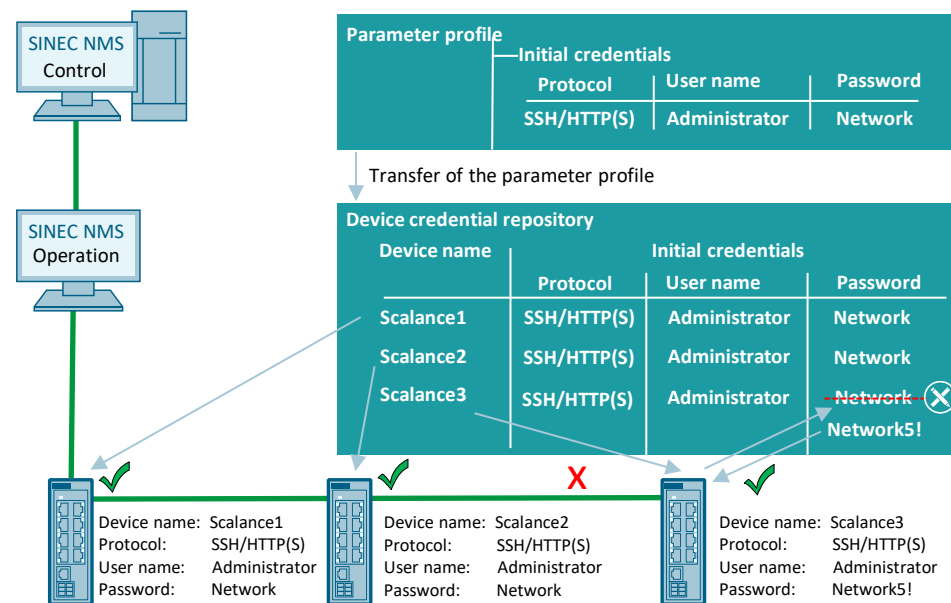 SINEC NMS
Control
SINEC NMS
Operation
Parameter profile
Initial credentials
Protocol User name Password
SSH/HTTP(S) Administrator Network
Transfer of the parameter profile
Device credential repository
Device name Initial credentials
Protocol User name Password
Scalance1 SSH/HTTP(S) Administrator Network
Scalance2 SSH/HTTP(S) Administrator Network
Scalance3 SSH/HTTP(S) Administrator Network
Network5!
X
Device name: Scalance1
Protocol: SSH/HTTP(S)
User name: Administrator
Password: Network
Device name: Scalance2
Protocol: SSH/HTTP(S)
User name: Administrator
Password: Network
Device name: Scalance3
Protocol: SSH/HTTP(S)
User name: Administrator
Password: Network5!